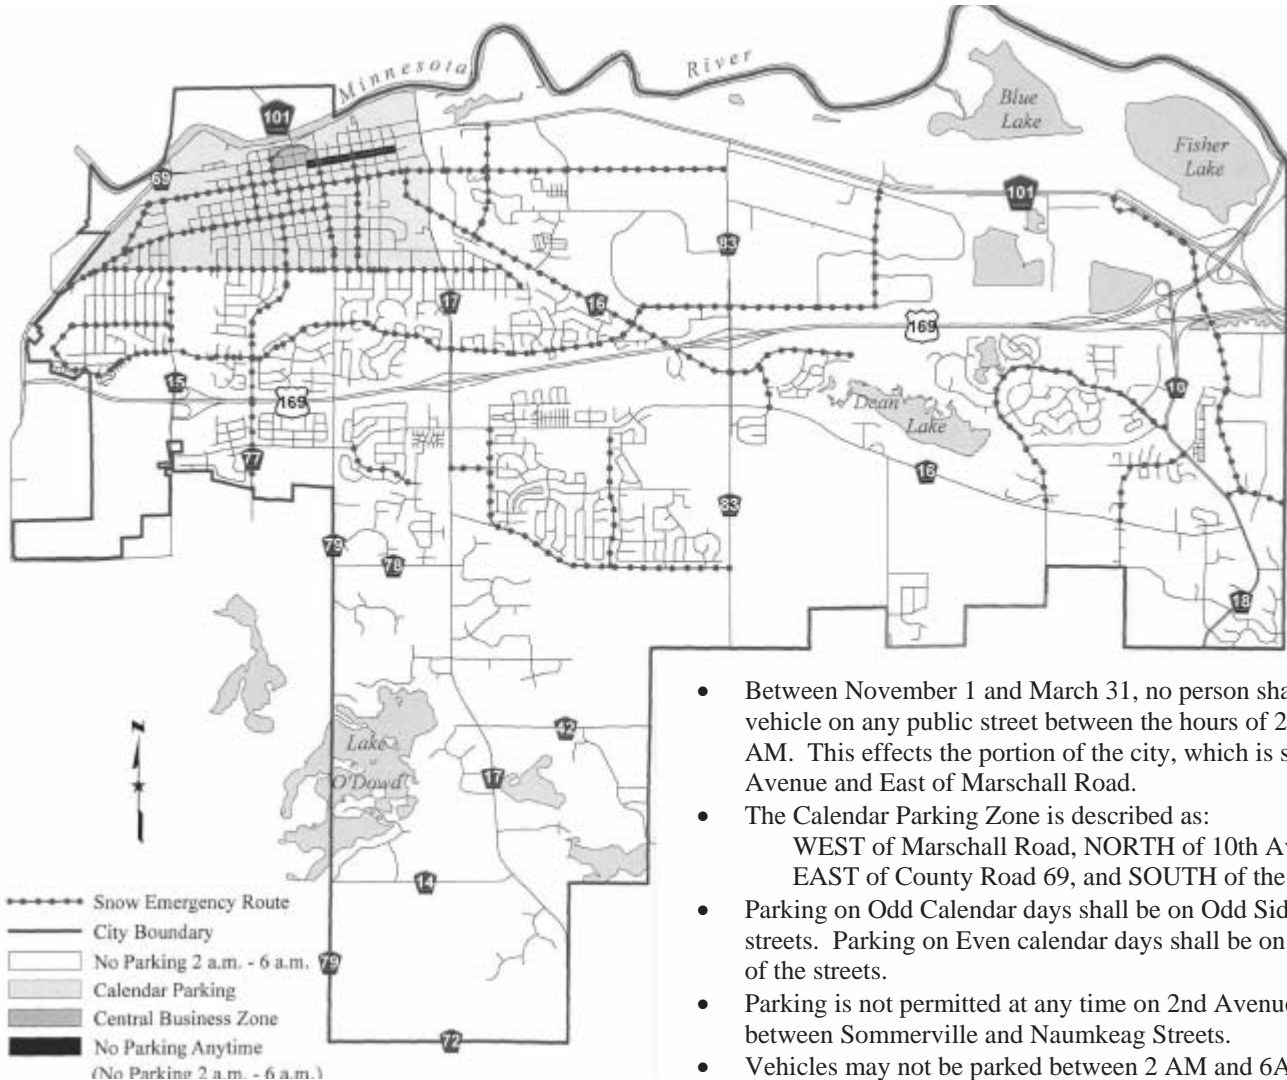 Minnesota River
Blue
Lake
Fisher
Lake
101
69
101
83
17
16
169
15
169
10
Dean
Lake
77
16
83
79
78
18
N
42
Lake
O'Dowd
17
14
79
72
Snow Emergency Route
City Boundary
No Parking 2 a.m. - 6 a.m.
Calendar Parking
Central Business Zone
No Parking Anytime
(No Parking 2 a.m. - 6 a.m.)
• Between November 1 and March 31, no person sha
vehicle on any public street between the hours of 2
AM. This effects the portion of the city, which is s
Avenue and East of Marschall Road.
• The Calendar Parking Zone is described as:
WEST of Marschall Road, NORTH of 10th A
EAST of County Road 69, and SOUTH of the
• Parking on Odd Calendar days shall be on Odd Sid
streets. Parking on Even calendar days shall be on
of the streets.
• Parking is not permitted at any time on 2nd Avenue
between Sommerville and Naumkeag Streets.
• Vehicles may not be parked between 2 AM and 6A